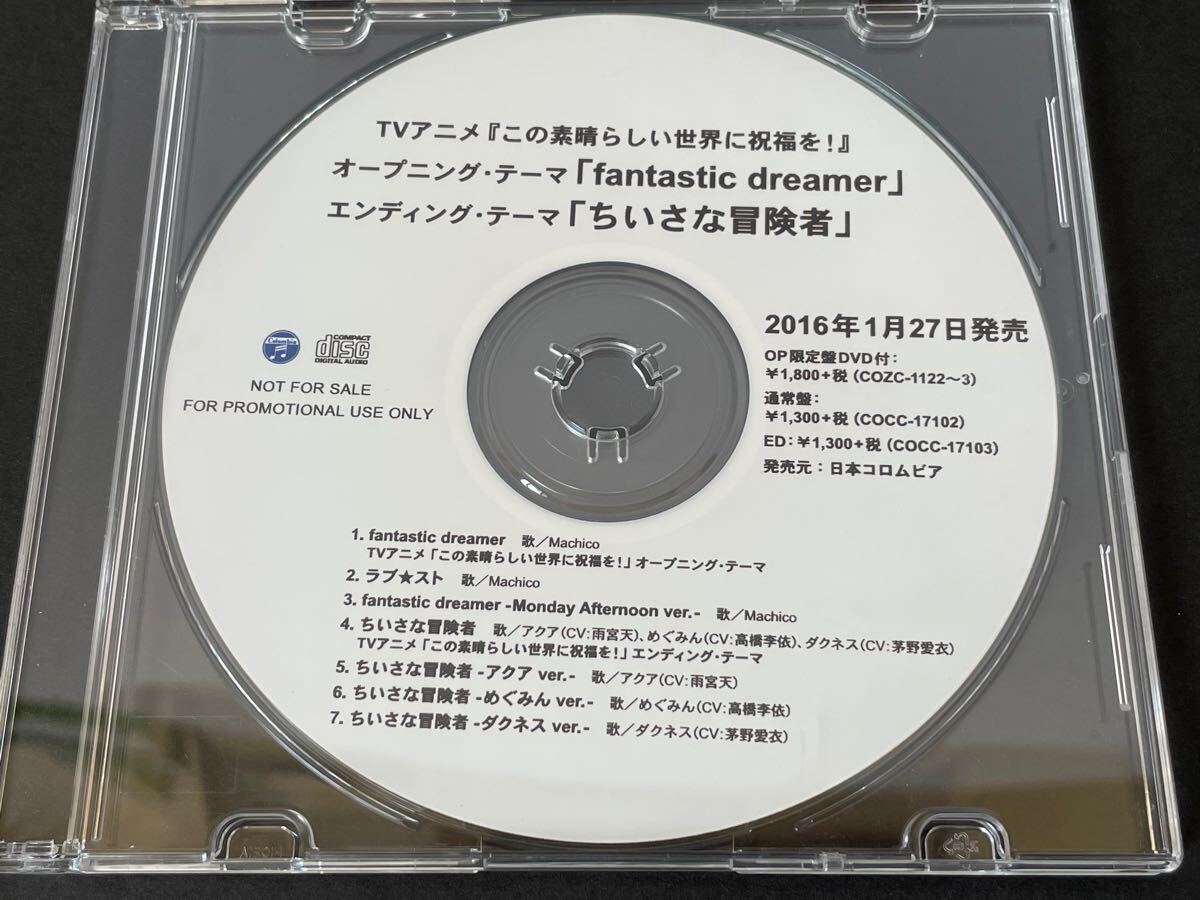 TVアニメ『この素晴らしい世界に祝福を!』
オープニング・テーマ「fantastic dreamer」
エンディング・テーマ「ちいさな冒険者」
COMPACT
disc
DIGITAL AUDIO
NOT FOR SALE
FOR PROMOTIONAL USE ONLY
2016年1月27日発売
OP限定盤DVD付:
¥1,800+税(COZC-1122〜3)
通常盤:
¥1,300+税(COCC-17102)
ED:¥1,300+税(COCC-17103)
発売元:日本コロムビア
1. fantastic dreamer 歌/Machico
TVアニメ「この素晴らしい世界に祝福を!」オープニング・テーマ
2. ラブ★スト 歌/Machico
3. fantastic dreamer -Monday Afternoon ver.- 歌/Machico
4. ちいさな冒険者 歌/アクア(CV:雨宮天)、めぐみん(CV:高橋李依)、ダクネス(CV:茅野愛衣)
TVアニメ「この素晴らしい世界に祝福を!」エンディング・テーマ
5. ちいさな冒険者 -アクア ver.- 歌/アクア(CV:雨宮天)
6. ちいさな冒険者 -めぐみん ver.- 歌/めぐみん(CV:高橋李依)
7. ちいさな冒険者 -ダクネス ver.- 歌/ダクネス(CV:茅野愛衣)